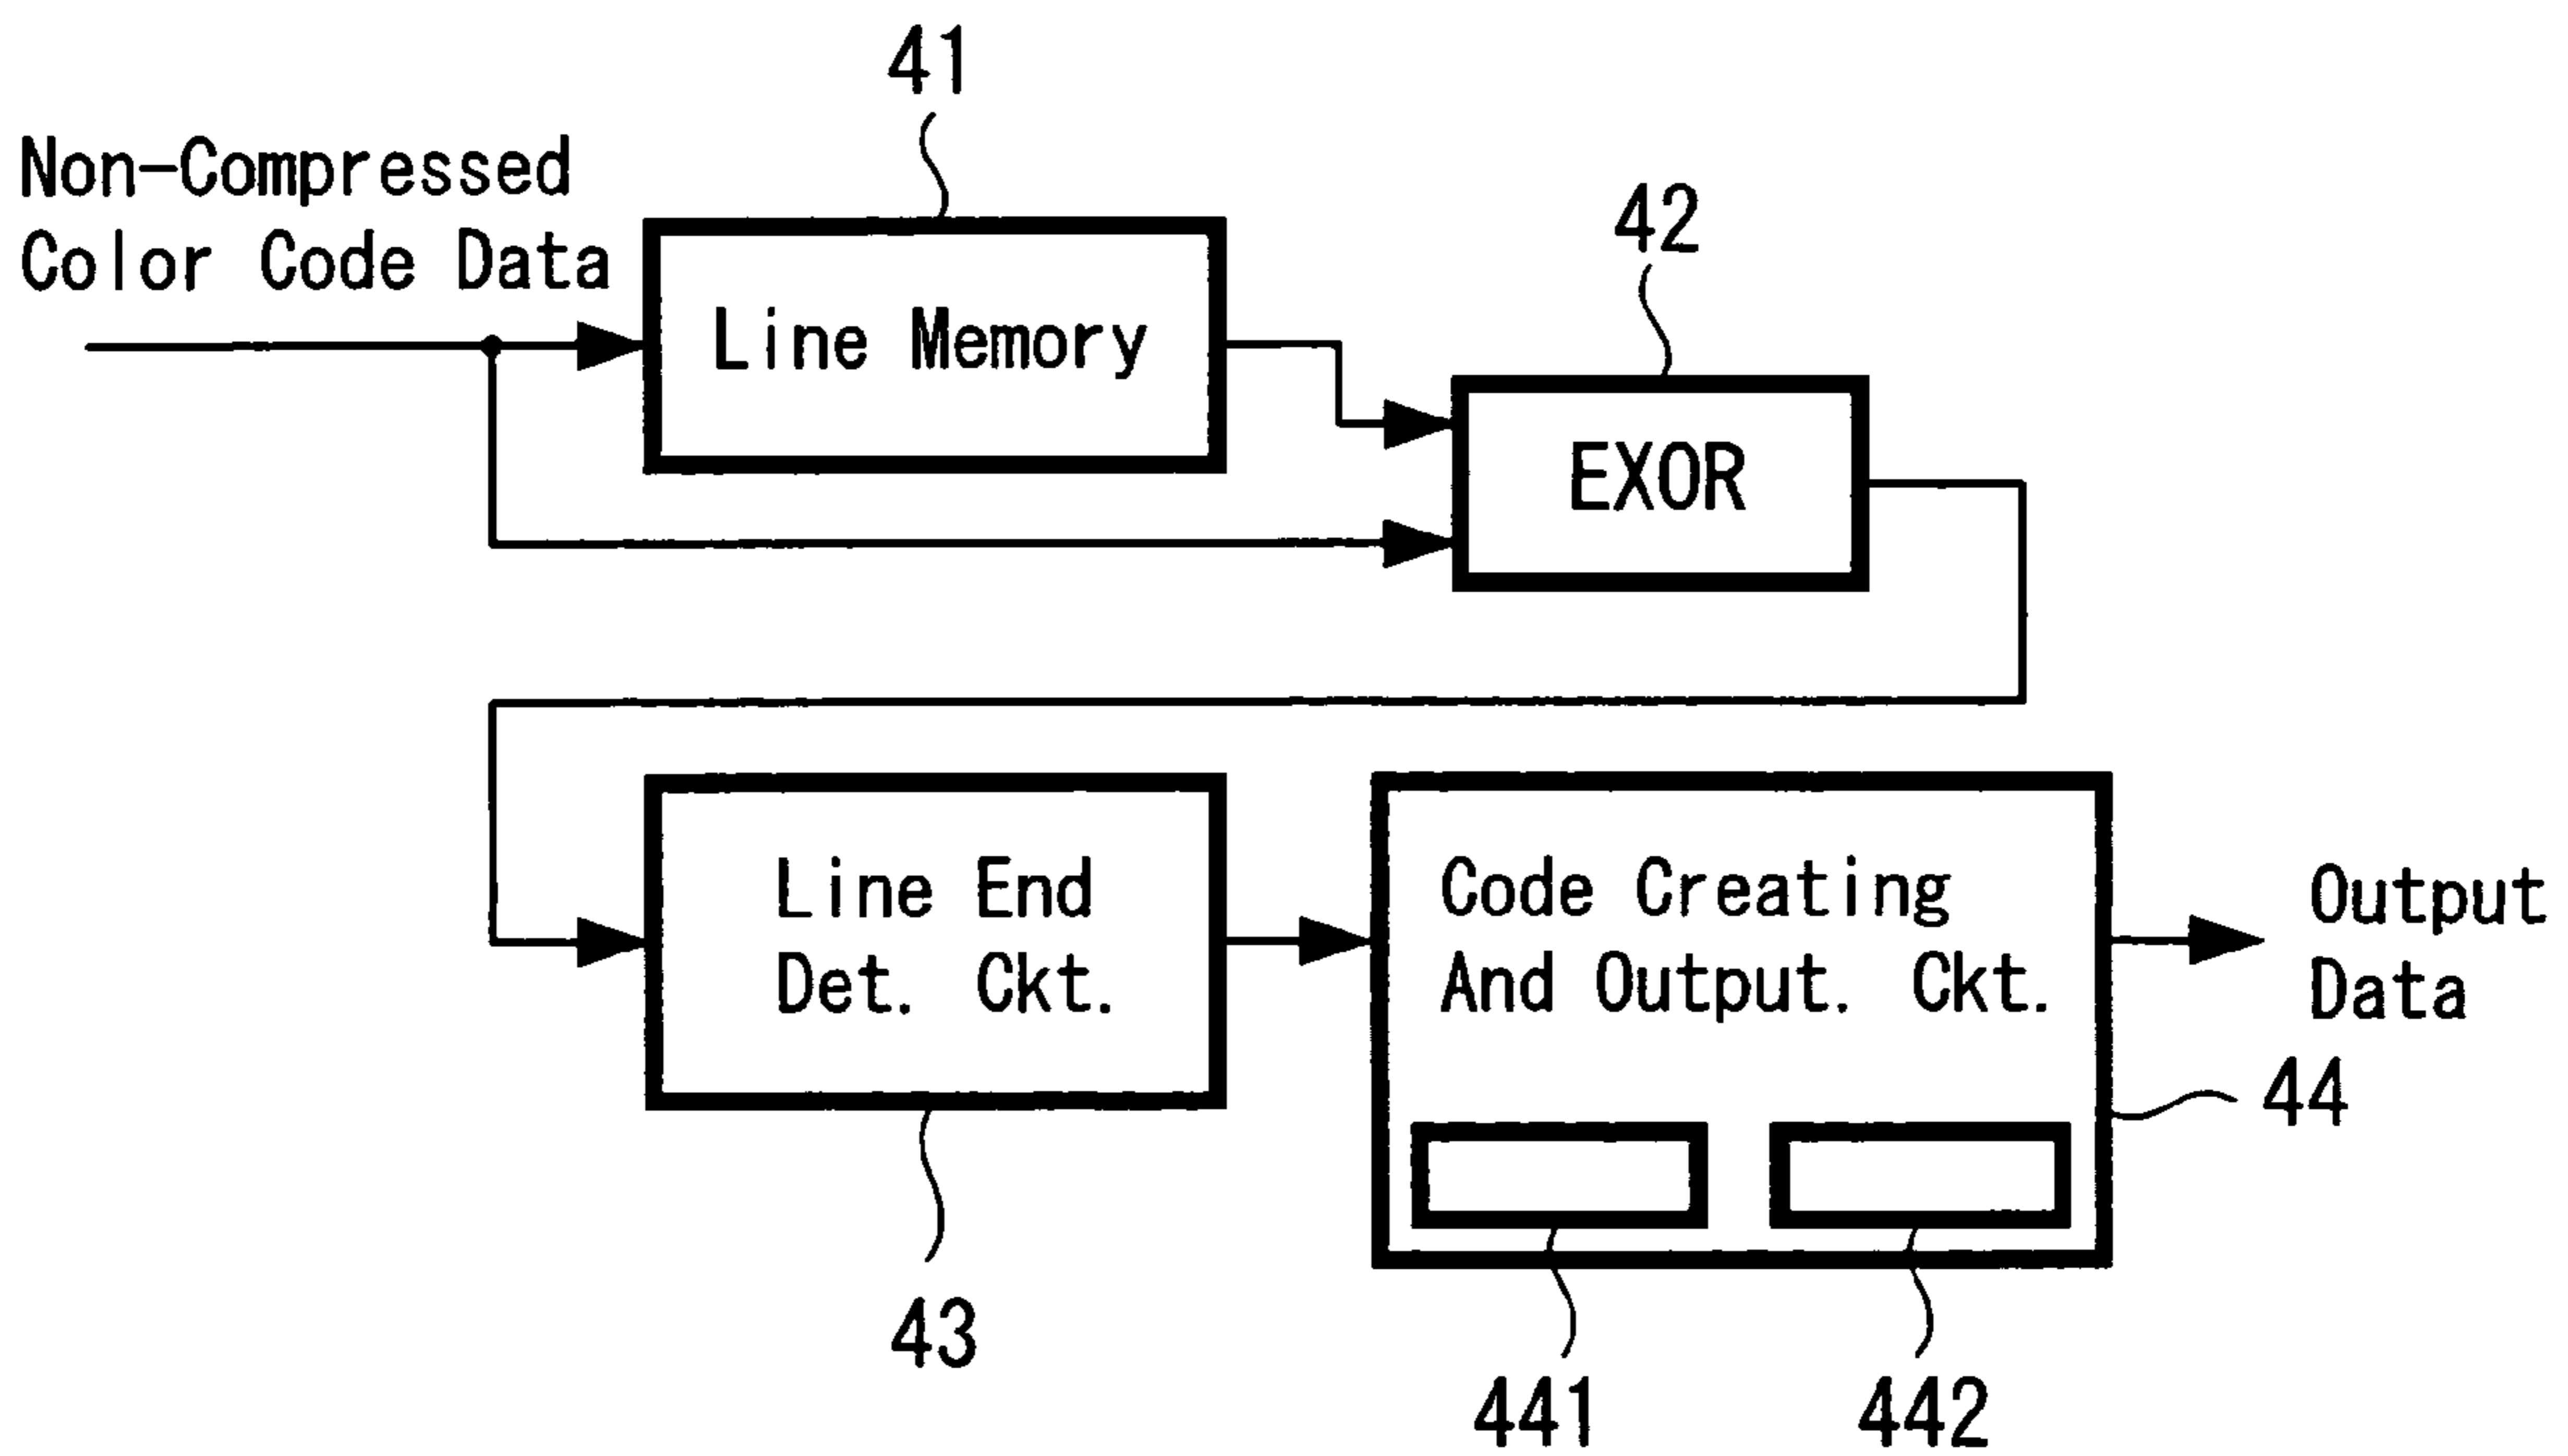 41
Non-Compressed
Color Code Data
42
Line Memory
EXOR
Line End
Det. Ckt.
Code Creating
And Output. Ckt.
Output
Data
44
43
441
442